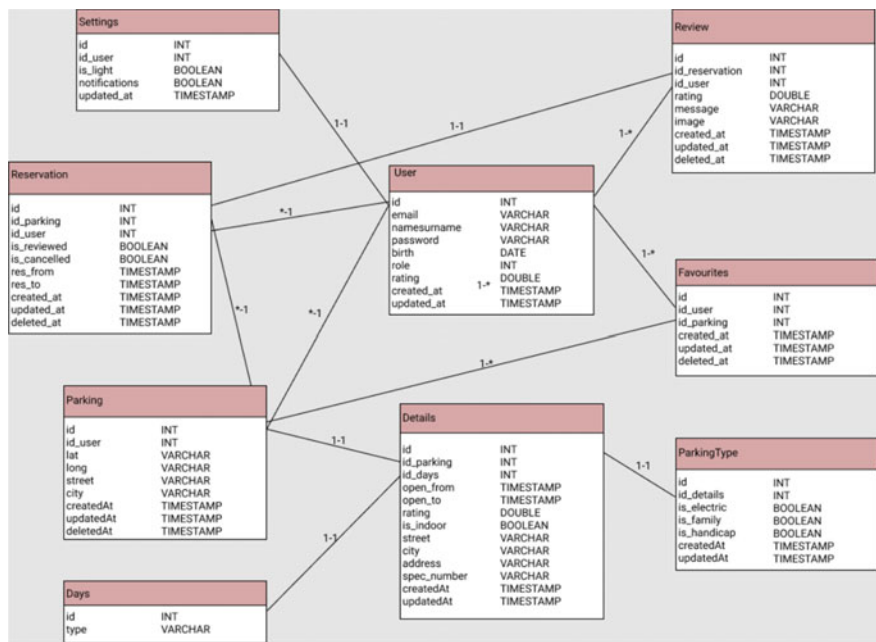 Settings
id INT
id_user INT
is_light BOOLEAN
notifications BOOLEAN
updated_at TIMESTAMP
Review
id INT
id_reservation INT
id_user INT
rating DOUBLE
message VARCHAR
image VARCHAR
created_at TIMESTAMP
updated_at TIMESTAMP
deleted_at TIMESTAMP
1-1
1-1
1-*
Reservation
id INT
id_parking INT
id_user INT
is_reviewed BOOLEAN
is_cancelled BOOLEAN
res_from TIMESTAMP
res_to TIMESTAMP
created_at TIMESTAMP
updated_at TIMESTAMP
deleted_at TIMESTAMP
*-1
User
id INT
email VARCHAR
namesurname VARCHAR
password VARCHAR
birth DATE
role INT
rating DOUBLE
1-*
created_at TIMESTAMP
updated_at TIMESTAMP
1-*
Favourites
id INT
id_user INT
id_parking INT
created_at TIMESTAMP
updated_at TIMESTAMP
deleted_at TIMESTAMP
*-1
*-1
1-*
Parking
id INT
id_user INT
lat VARCHAR
long VARCHAR
street VARCHAR
city VARCHAR
createdAt TIMESTAMP
updatedAt TIMESTAMP
deletedAt TIMESTAMP
1-1
Details
id INT
id_parking INT
id_days INT
open_from TIMESTAMP
open_to TIMESTAMP
rating DOUBLE
is_indoor BOOLEAN
street VARCHAR
city VARCHAR
address VARCHAR
spec_number VARCHAR
createdAt TIMESTAMP
updatedAt TIMESTAMP
1-1
ParkingType
id INT
id_details INT
is_electric BOOLEAN
is_family BOOLEAN
is_handicap BOOLEAN
createdAt TIMESTAMP
updatedAt TIMESTAMP
1-1
Days
id INT
type VARCHAR